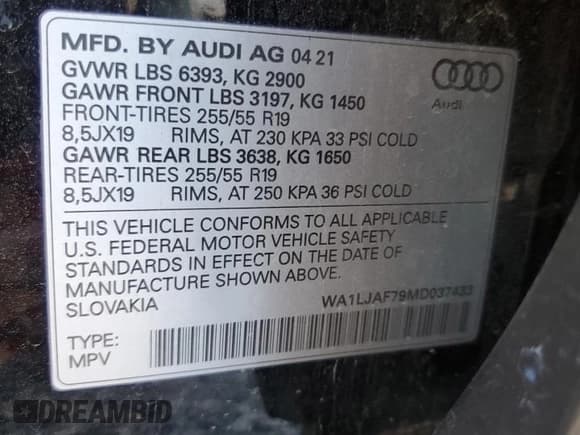 MFD. BY AUDI AG 04 21
GVWR LBS 6393, KG 2900
GAWR FRONT LBS 3197, KG 1450
FRONT-TIRES 255/55 R19
8,5JX19 RIMS, AT 230 KPA 33 PSI COLD
GAWR REAR LBS 3638, KG 1650
REAR-TIRES 255/55 R19
8,5JX19 RIMS, AT 250 KPA 36 PSI COLD
Audi
THIS VEHICLE CONFORMS TO ALL APPLICABLE
U.S. FEDERAL MOTOR VEHICLE SAFETY
STANDARDS IN EFFECT ON THE DATE OF
MANUFACTURE SHOWN ABOVE.
SLOVAKIA
WA1LJAF79MD037433
TYPE:
MPV
DREAMBID